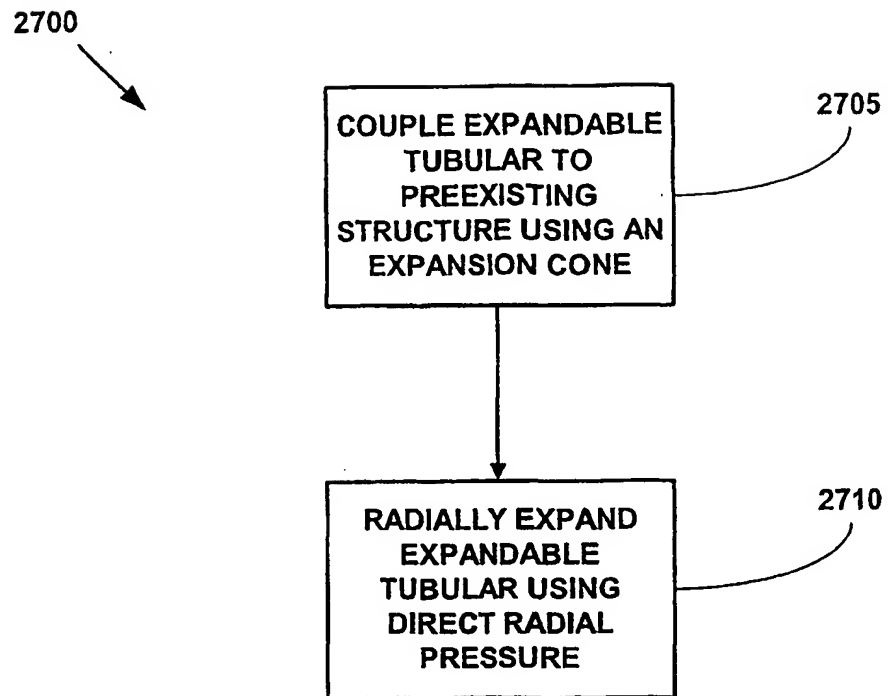 2700
COUPLE EXPANDABLE
TUBULAR TO
PREEXISTING
STRUCTURE USING AN
EXPANSION CONE
2705
RADIALLY EXPAND
EXPANDABLE
TUBULAR USING
DIRECT RADIAL
PRESSURE
2710